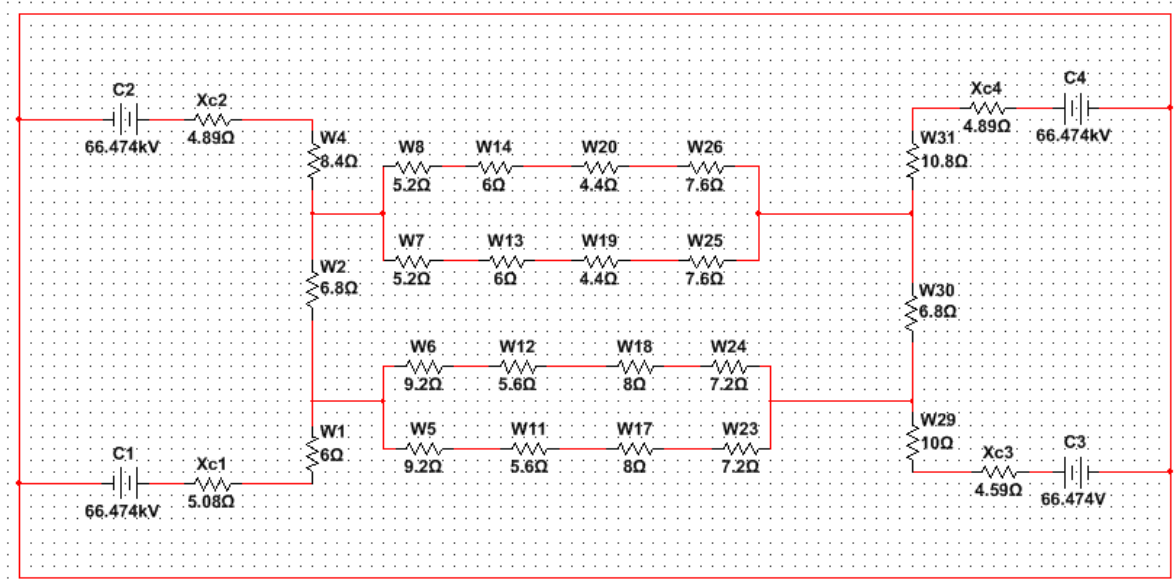 C2
66.474kV
Xc2
4.89Ω
W4
8.4Ω
W8
5.2Ω
W14
6Ω
W20
4.4Ω
W26
7.6Ω
Xc4
4.89Ω
C4
66.474kV
W31
10.8Ω
W7
5.2Ω
W13
6Ω
W19
4.4Ω
W25
7.6Ω
W2
6.8Ω
W30
6.8Ω
W6
9.2Ω
W12
5.6Ω
W18
8Ω
W24
7.2Ω
W1
6Ω
W5
9.2Ω
W11
5.6Ω
W17
8Ω
W23
7.2Ω
W29
10Ω
C1
66.474kV
Xc1
5.08Ω
Xc3
4.59Ω
C3
66.474V